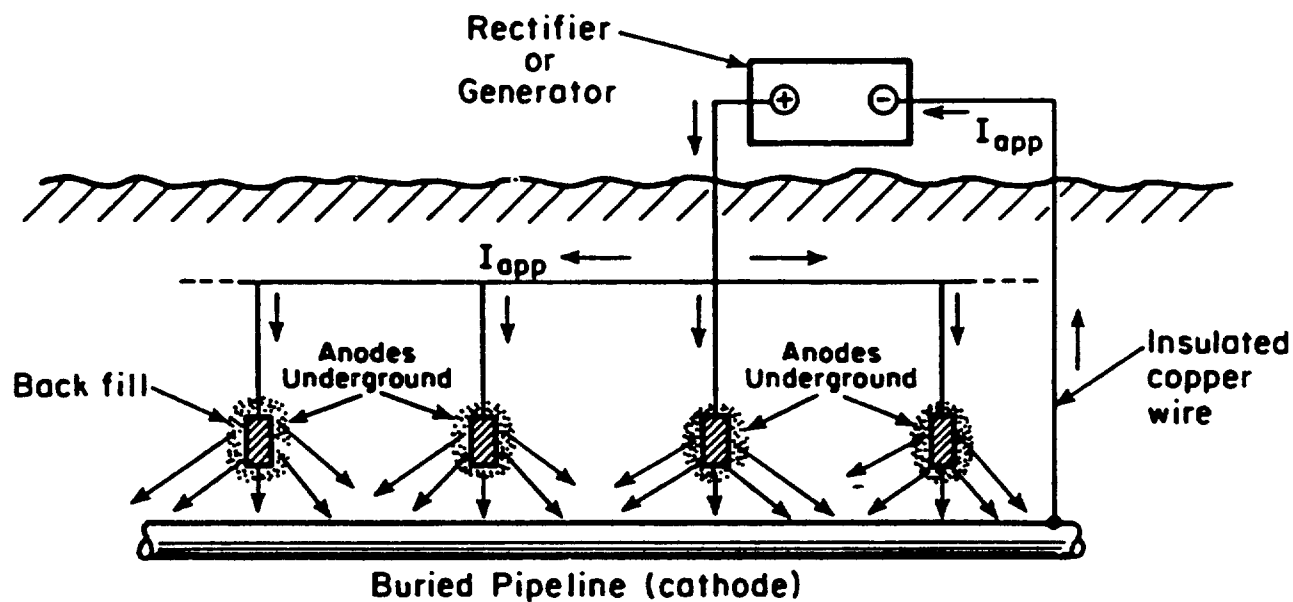 Rectifier
or
Generator
+
−
I app
I app
Anodes
Underground
Anodes
Underground
Back fill
Insulated
copper
wire
Buried Pipeline (cathode)